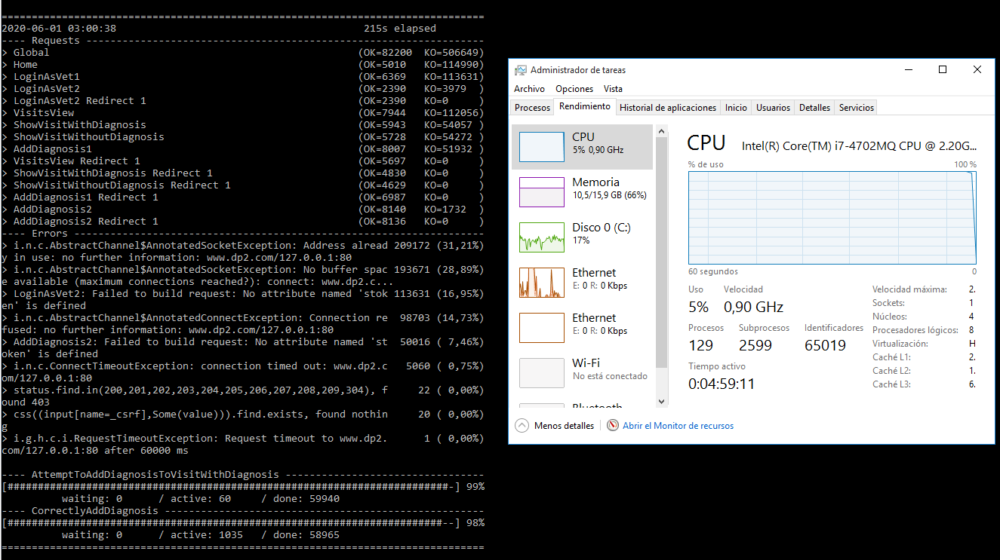 ================================================================================
2020-06-01 03:00:38                                         215s elapsed
---- Requests ------------------------------------------------------------------
> Global                                                   (OK=82200  KO=506649)
> Home                                                     (OK=5010   KO=114990)
> LoginAsVet1                                              (OK=6369   KO=113631)
> LoginAsVet2                                              (OK=2390   KO=3979  )
> LoginAsVet2 Redirect 1                                   (OK=2390   KO=0     )
> VisitsView                                               (OK=7944   KO=112056)
> ShowVisitWithDiagnosis                                   (OK=5943   KO=54057 )
> ShowVisitWithoutDiagnosis                                (OK=5728   KO=54272 )
> AddDiagnosis1                                            (OK=8007   KO=51932 )
> VisitsView Redirect 1                                    (OK=5697   KO=0     )
> ShowVisitWithDiagnosis Redirect 1                        (OK=4830   KO=0     )
> ShowVisitWithoutDiagnosis Redirect 1                     (OK=4629   KO=0     )
> AddDiagnosis1 Redirect 1                                 (OK=6987   KO=0     )
> AddDiagnosis2                                            (OK=8140   KO=1732  )
> AddDiagnosis2 Redirect 1                                 (OK=8136   KO=0     )
---- Errors --------------------------------------------------------------------
> i.n.c.AbstractChannel$AnnotatedSocketException: Address alread 209172 (31,21%)
y in use: no further information: www.dp2.com/127.0.0.1:80
> i.n.c.AbstractChannel$AnnotatedSocketException: No buffer spac 193671 (28,89%)
e available (maximum connections reached?): connect: www.dp2.c...
> LoginAsVet2: Failed to build request: No attribute named 'stok 113631 (16,95%)
en' is defined
> i.n.c.AbstractChannel$AnnotatedConnectException: Connection re  98703 (14,73%)
fused: no further information: www.dp2.com/127.0.0.1:80
> AddDiagnosis2: Failed to build request: No attribute named 'st  50016 ( 7,46%)
oken' is defined
> i.n.c.ConnectTimeoutException: connection timed out: www.dp2.c   5060 ( 0,75%)
om/127.0.0.1:80
> status.find.in(200,201,202,203,204,205,206,207,208,209,304), f     22 ( 0,00%)
ound 403
> css((input[name=_csrf],Some(value))).find.exists, found nothin     20 ( 0,00%)
g
> i.g.h.c.i.RequestTimeoutException: Request timeout to www.dp2.      1 ( 0,00%)
com/127.0.0.1:80 after 60000 ms
---- AttemptToAddDiagnosisToVisitWithDiagnosis ---------------------------------
[#########################################################################-] 99%
waiting: 0      / active: 60     / done: 59940
---- CorrectlyAddDiagnosis -----------------------------------------------------
[########################################################################--] 98%
waiting: 0      / active: 1035   / done: 58965
================================================================================
Administrador de tareas
Archivo Opciones Vista
Procesos Rendimiento Historial de aplicaciones Inicio Usuarios Detalles Servicios
CPU
5% 0,90 GHz
Memoria
10,5/15,9 GB (66%)
Disco 0 (C:)
17%
Ethernet
E: 0 R: 0 Kbps
Ethernet
E: 0 R: 0 Kbps
Wi-Fi
No está conectado
Bluetooth
CPU Intel(R) Core(TM) i7-4702MQ CPU @ 2.20G...
% de uso 100 %
60 segundos 0
Uso Velocidad
5% 0,90 GHz
Procesos Subprocesos Identificadores
129 2599 65019
Tiempo activo
0:04:59:11
Velocidad máxima: 2.
Sockets: 1
Núcleos: 4
Procesadores lógicos: 8
Virtualización: H
Caché L1: 2.
Caché L2: 1.
Caché L3: 6.
Menos detalles Abrir el Monitor de recursos